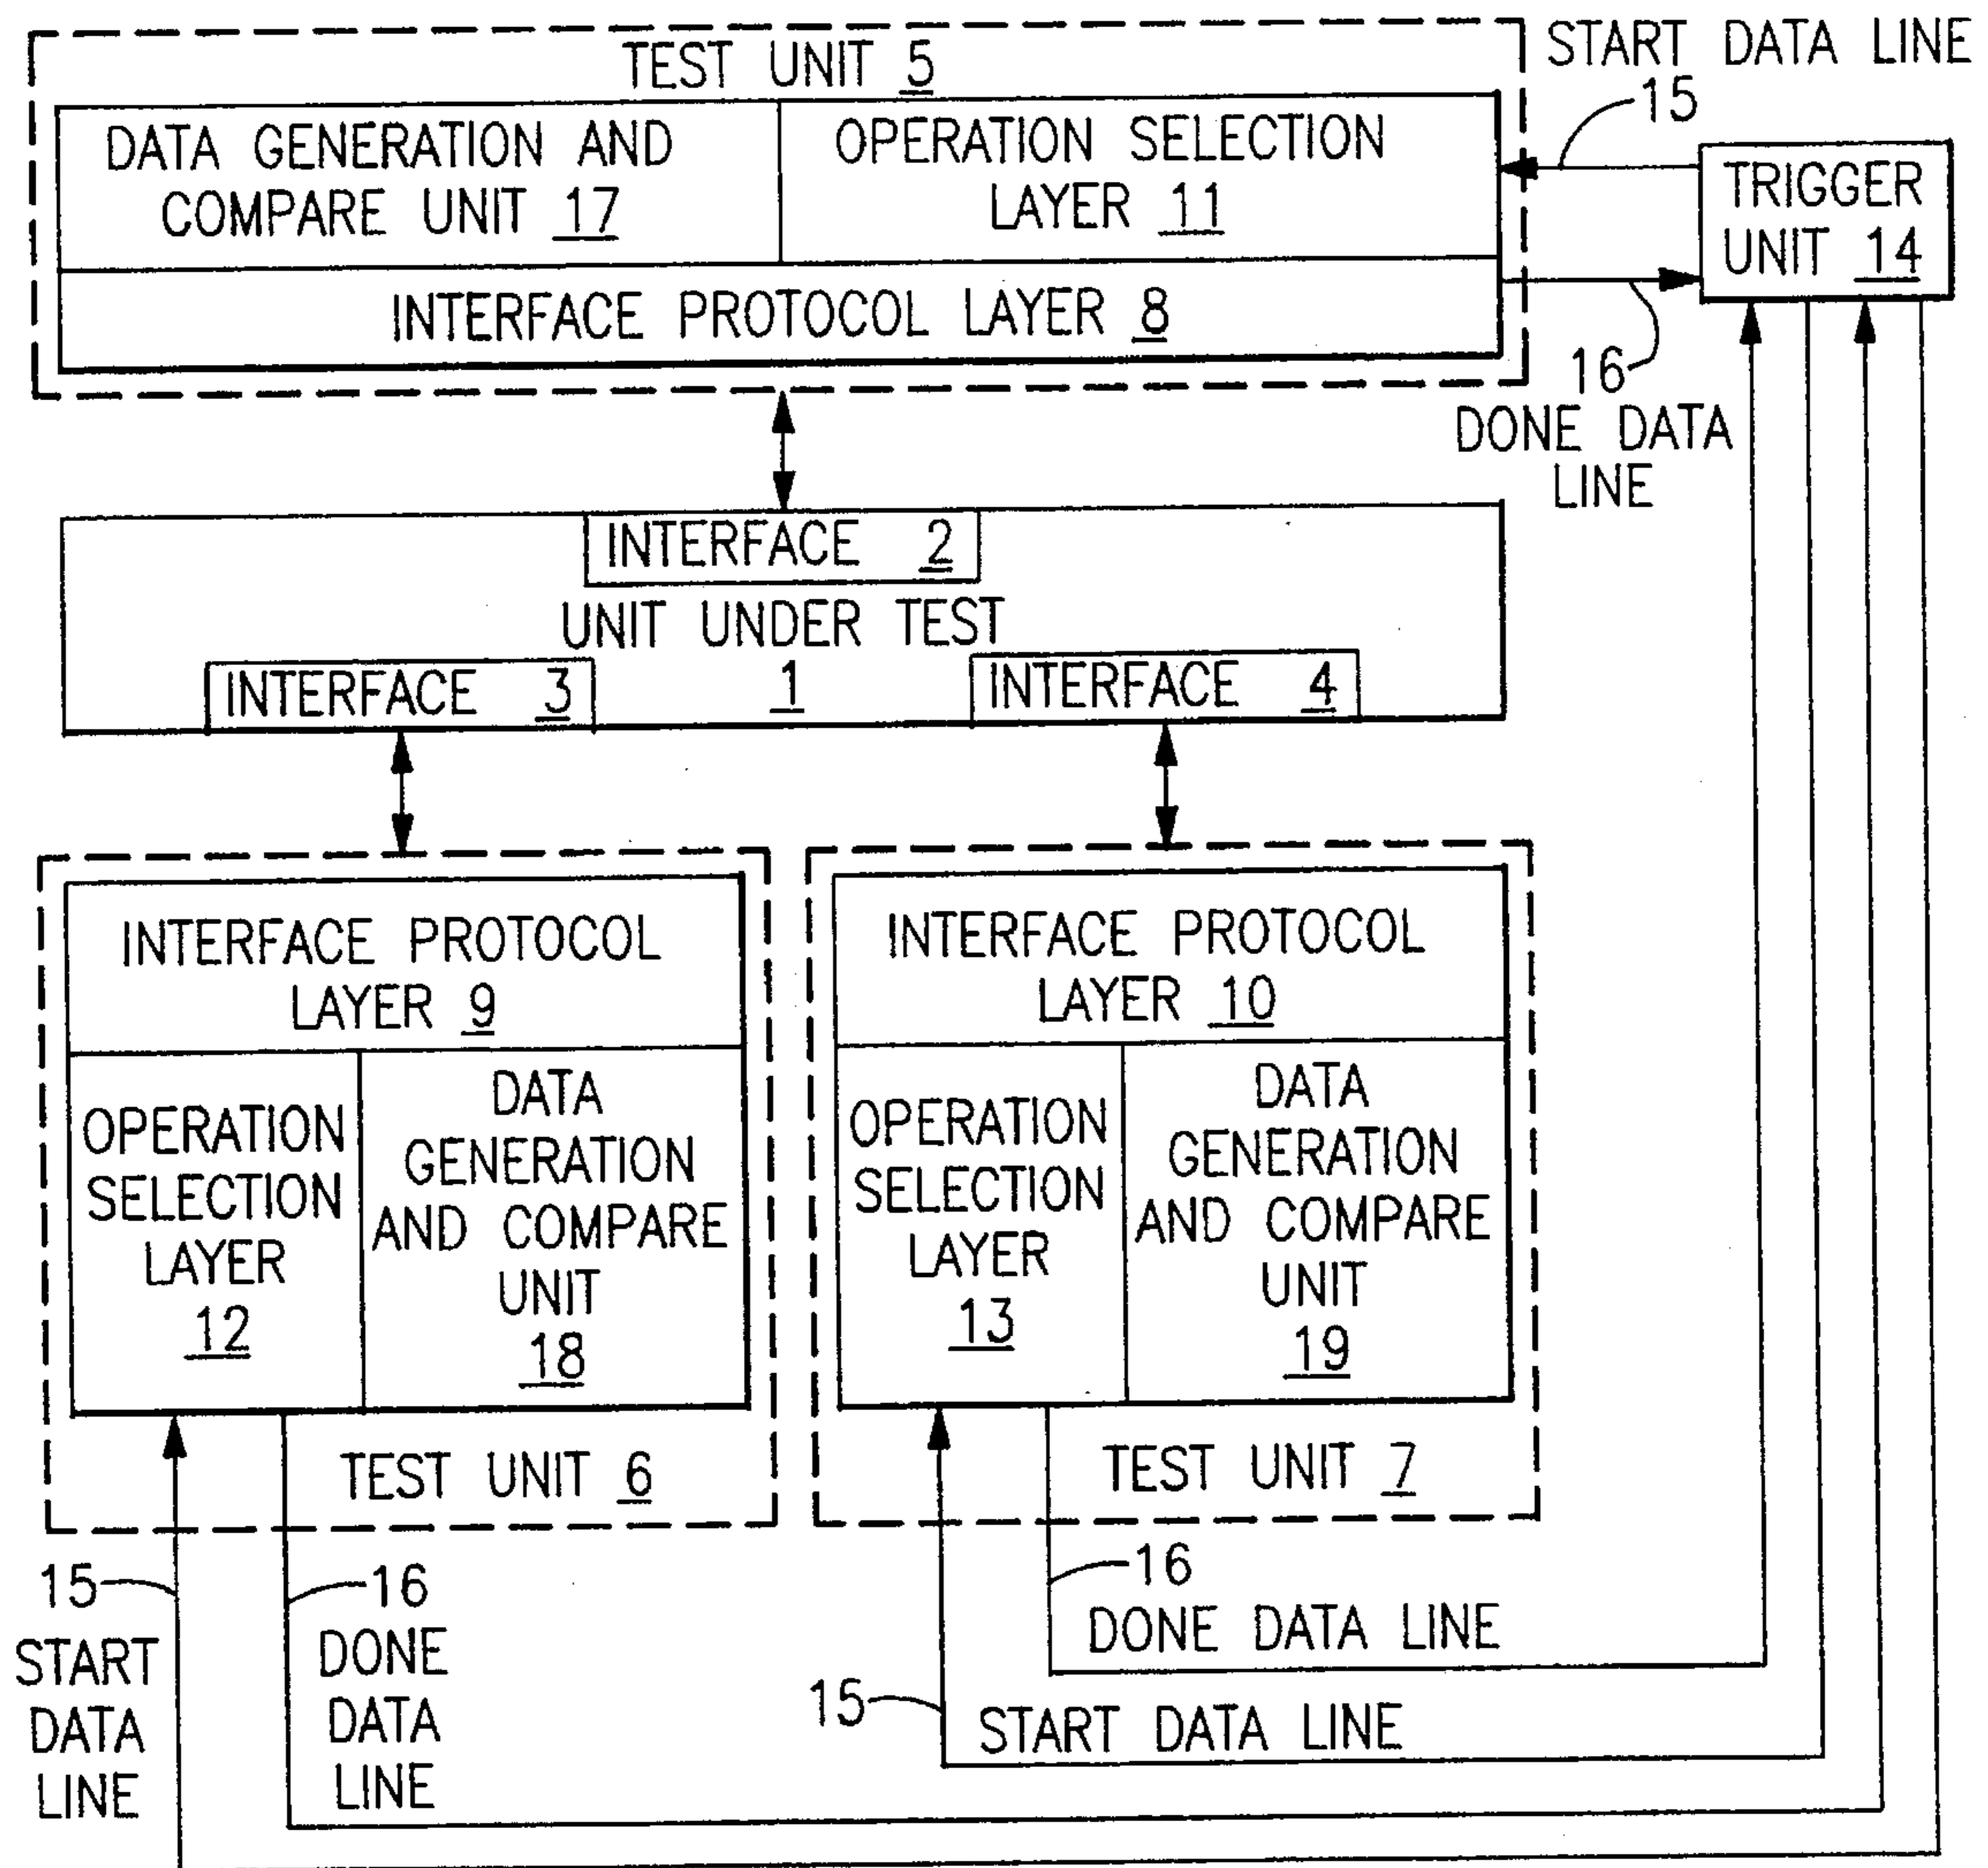 TEST UNIT 5
DATA GENERATION AND
COMPARE UNIT 17
OPERATION SELECTION
LAYER 11
INTERFACE PROTOCOL LAYER 8
START DATA LINE
15
TRIGGER
UNIT 14
16
DONE DATA
LINE
INTERFACE 2
UNIT UNDER TEST
1
INTERFACE 3
INTERFACE 4
INTERFACE PROTOCOL
LAYER 9
OPERATION
SELECTION
LAYER
12
DATA
GENERATION
AND COMPARE
UNIT
18
TEST UNIT 6
INTERFACE PROTOCOL
LAYER 10
OPERATION
SELECTION
LAYER
13
DATA
GENERATION
AND COMPARE
UNIT
19
TEST UNIT 7
15
START
DATA
LINE
16
DONE
DATA
LINE
16
DONE DATA LINE
15
START DATA LINE